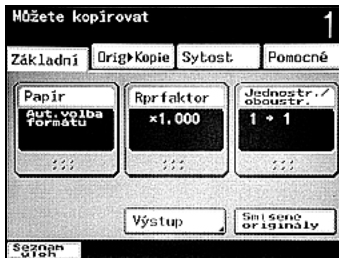 Můžete kopírovat 1
Základní Orig▸Kopie Sytost Pomocné
Papír
Aut.volba
formátu
Rprfaktor
×1.000
Jednostr./
oboustr.
1 → 1
Výstup
Smíšené
originály
Seznam
úloh